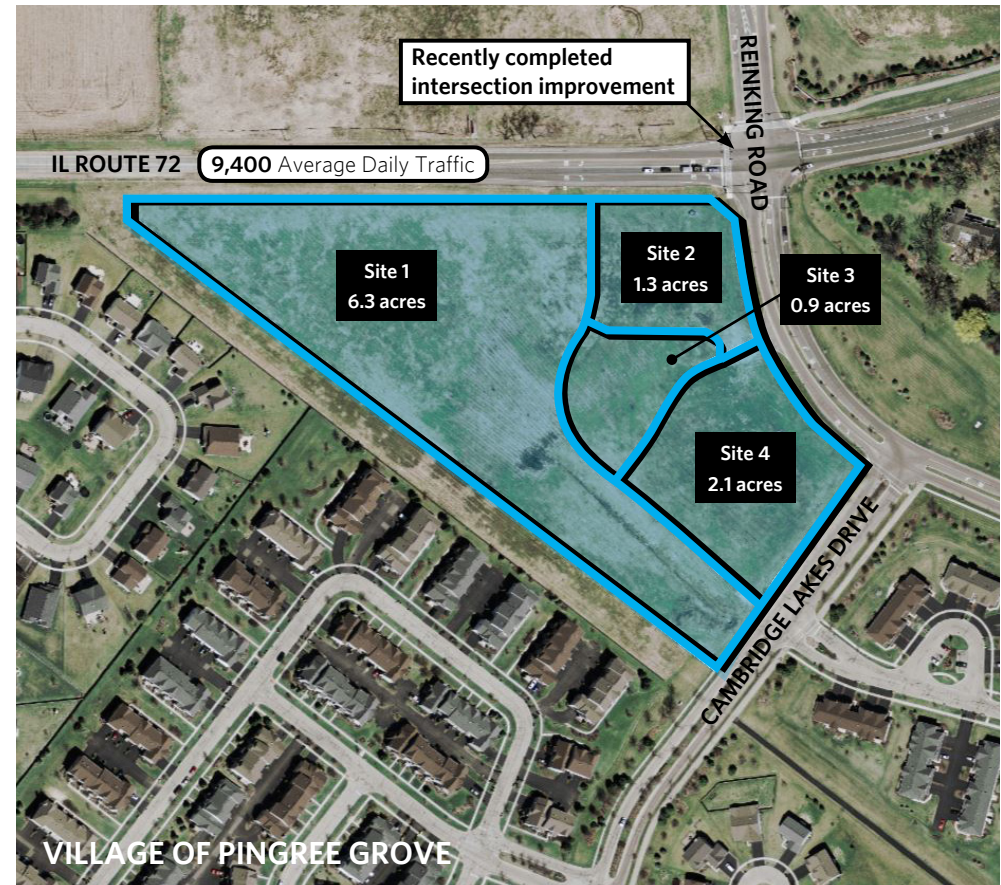 Recently completed
intersection improvement
REINKING ROAD
IL ROUTE 72
9,400 Average Daily Traffic
Site 1
6.3 acres
Site 2
1.3 acres
Site 3
0.9 acres
Site 4
2.1 acres
CAMBRIDGE LAKES DRIVE
VILLAGE OF PINGREE GROVE